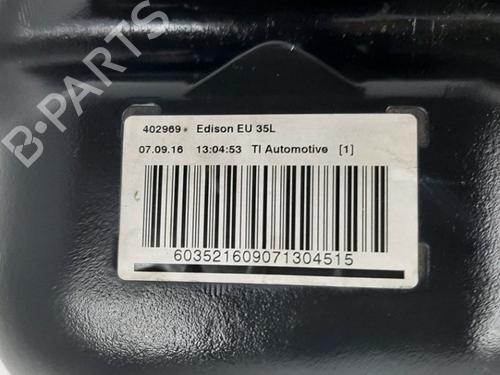 B-PARTS
402969 Edison EU 35L
07.09.16 13:04:53 TI Automotive [1]
603521609071304515